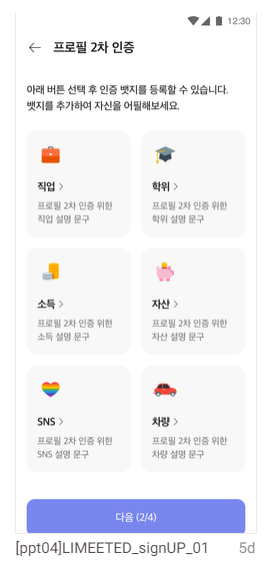 12:30
프로필 2차 인증
아래 버튼 선택 후 인증 뱃지를 등록할 수 있습니다.
뱃지를 추가하여 자신을 어필해보세요.
직업 >
프로필 2차 인증 위한
직업 설명 문구
학위 >
프로필 2차 인증 위한
학위 설명 문구
소득 >
프로필 2차 인증 위한
소득 설명 문구
자산 >
프로필 2차 인증 위한
자산 설명 문구
SNS >
프로필 2차 인증 위한
SNS 설명 문구
차량 >
프로필 2차 인증 위한
차량 설명 문구
다음 (2/4)
[ppt04]LIMEETED_signUP_01 5d